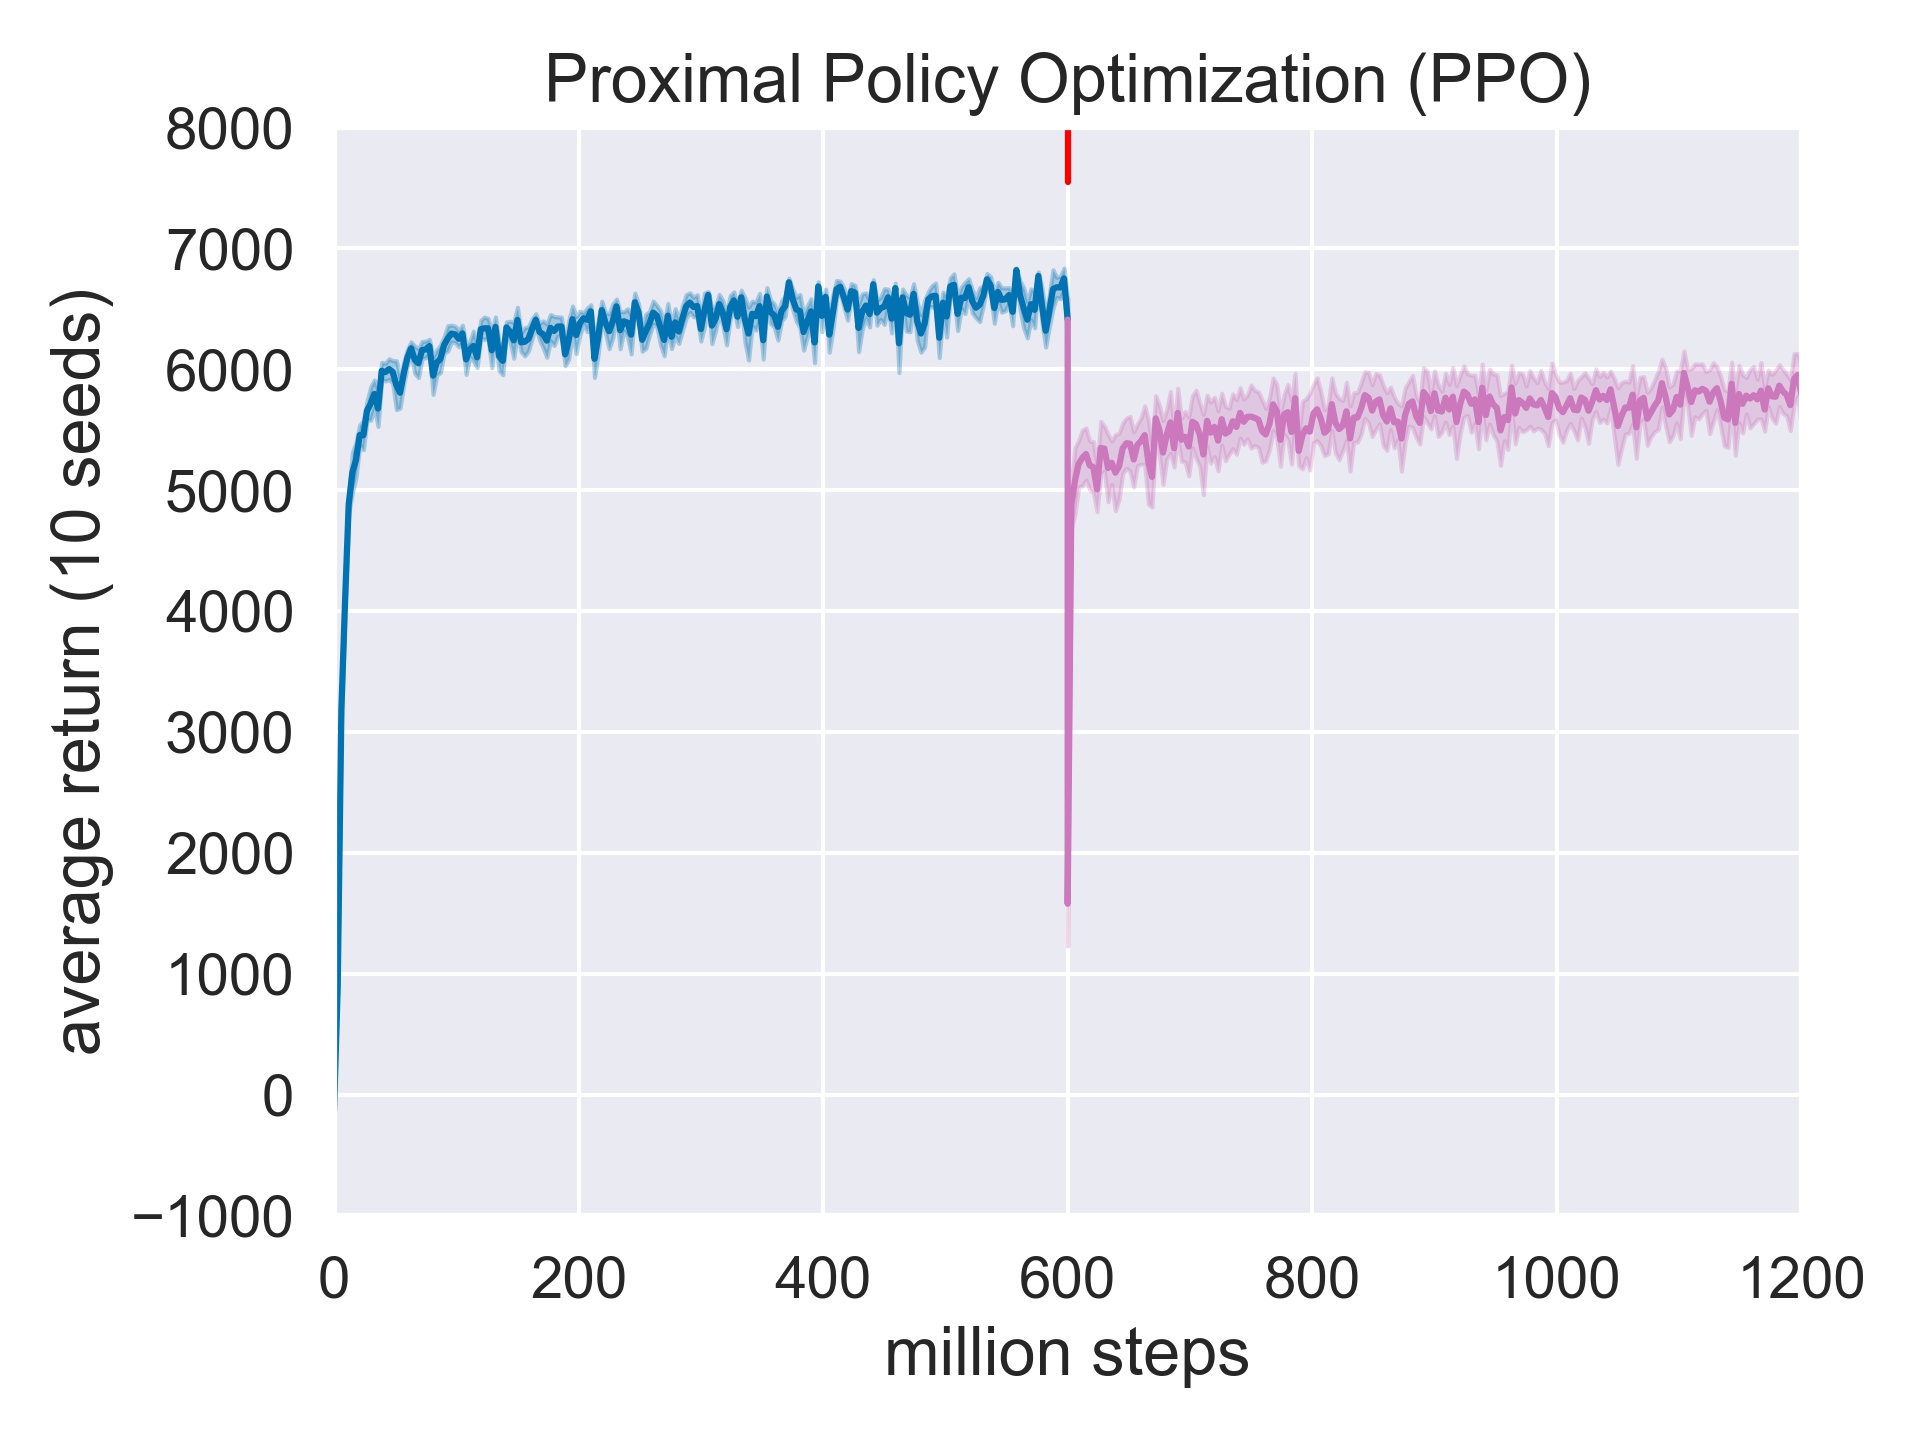 Proximal Policy Optimization (PPO)
8000
7000
6000
5000
4000
3000
2000
1000
0
−1000
average return (10 seeds)
0 200 400 600 800 1000 1200
million steps